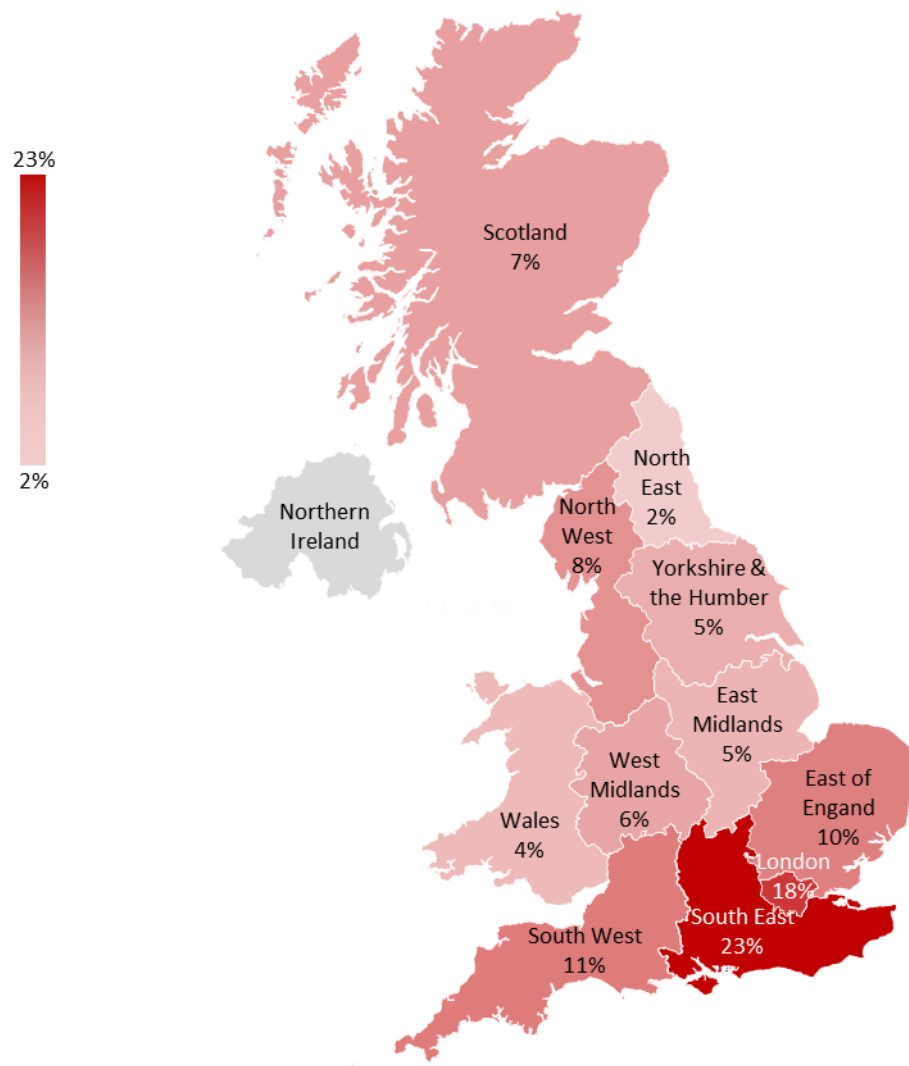 23%
2%
Scotland
7%
North
East
2%
Northern
Ireland
North
West
8%
Yorkshire &
the Humber
5%
East
Midlands
5%
West
Midlands
6%
East of
Engand
10%
Wales
4%
London
18%
South East
23%
South West
11%